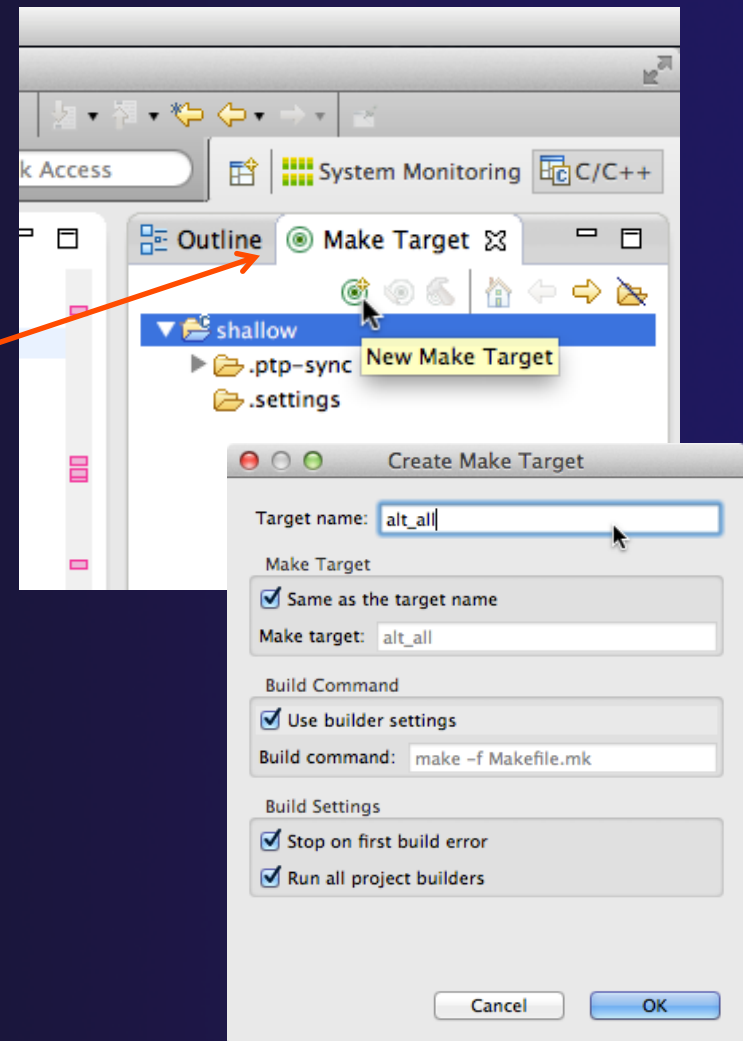 k Access
System Monitoring
C/C++
Outline
Make Target
shallow
New Make Target
.ptp-sync
.settings
Create Make Target
Target name: alt_all
Make Target
Same as the target name
Make target: alt_all
Build Command
Use builder settings
Build command: make -f Makefile.mk
Build Settings
Stop on first build error
Run all project builders
Cancel
OK